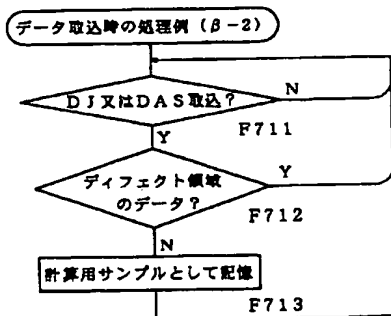 データ取込時の処理例（β－2）
DJ又はDAS取込？
N
F711
Y
ディフェクト領域
のデータ？
Y
F712
N
計算用サンプルとして記憶
F713